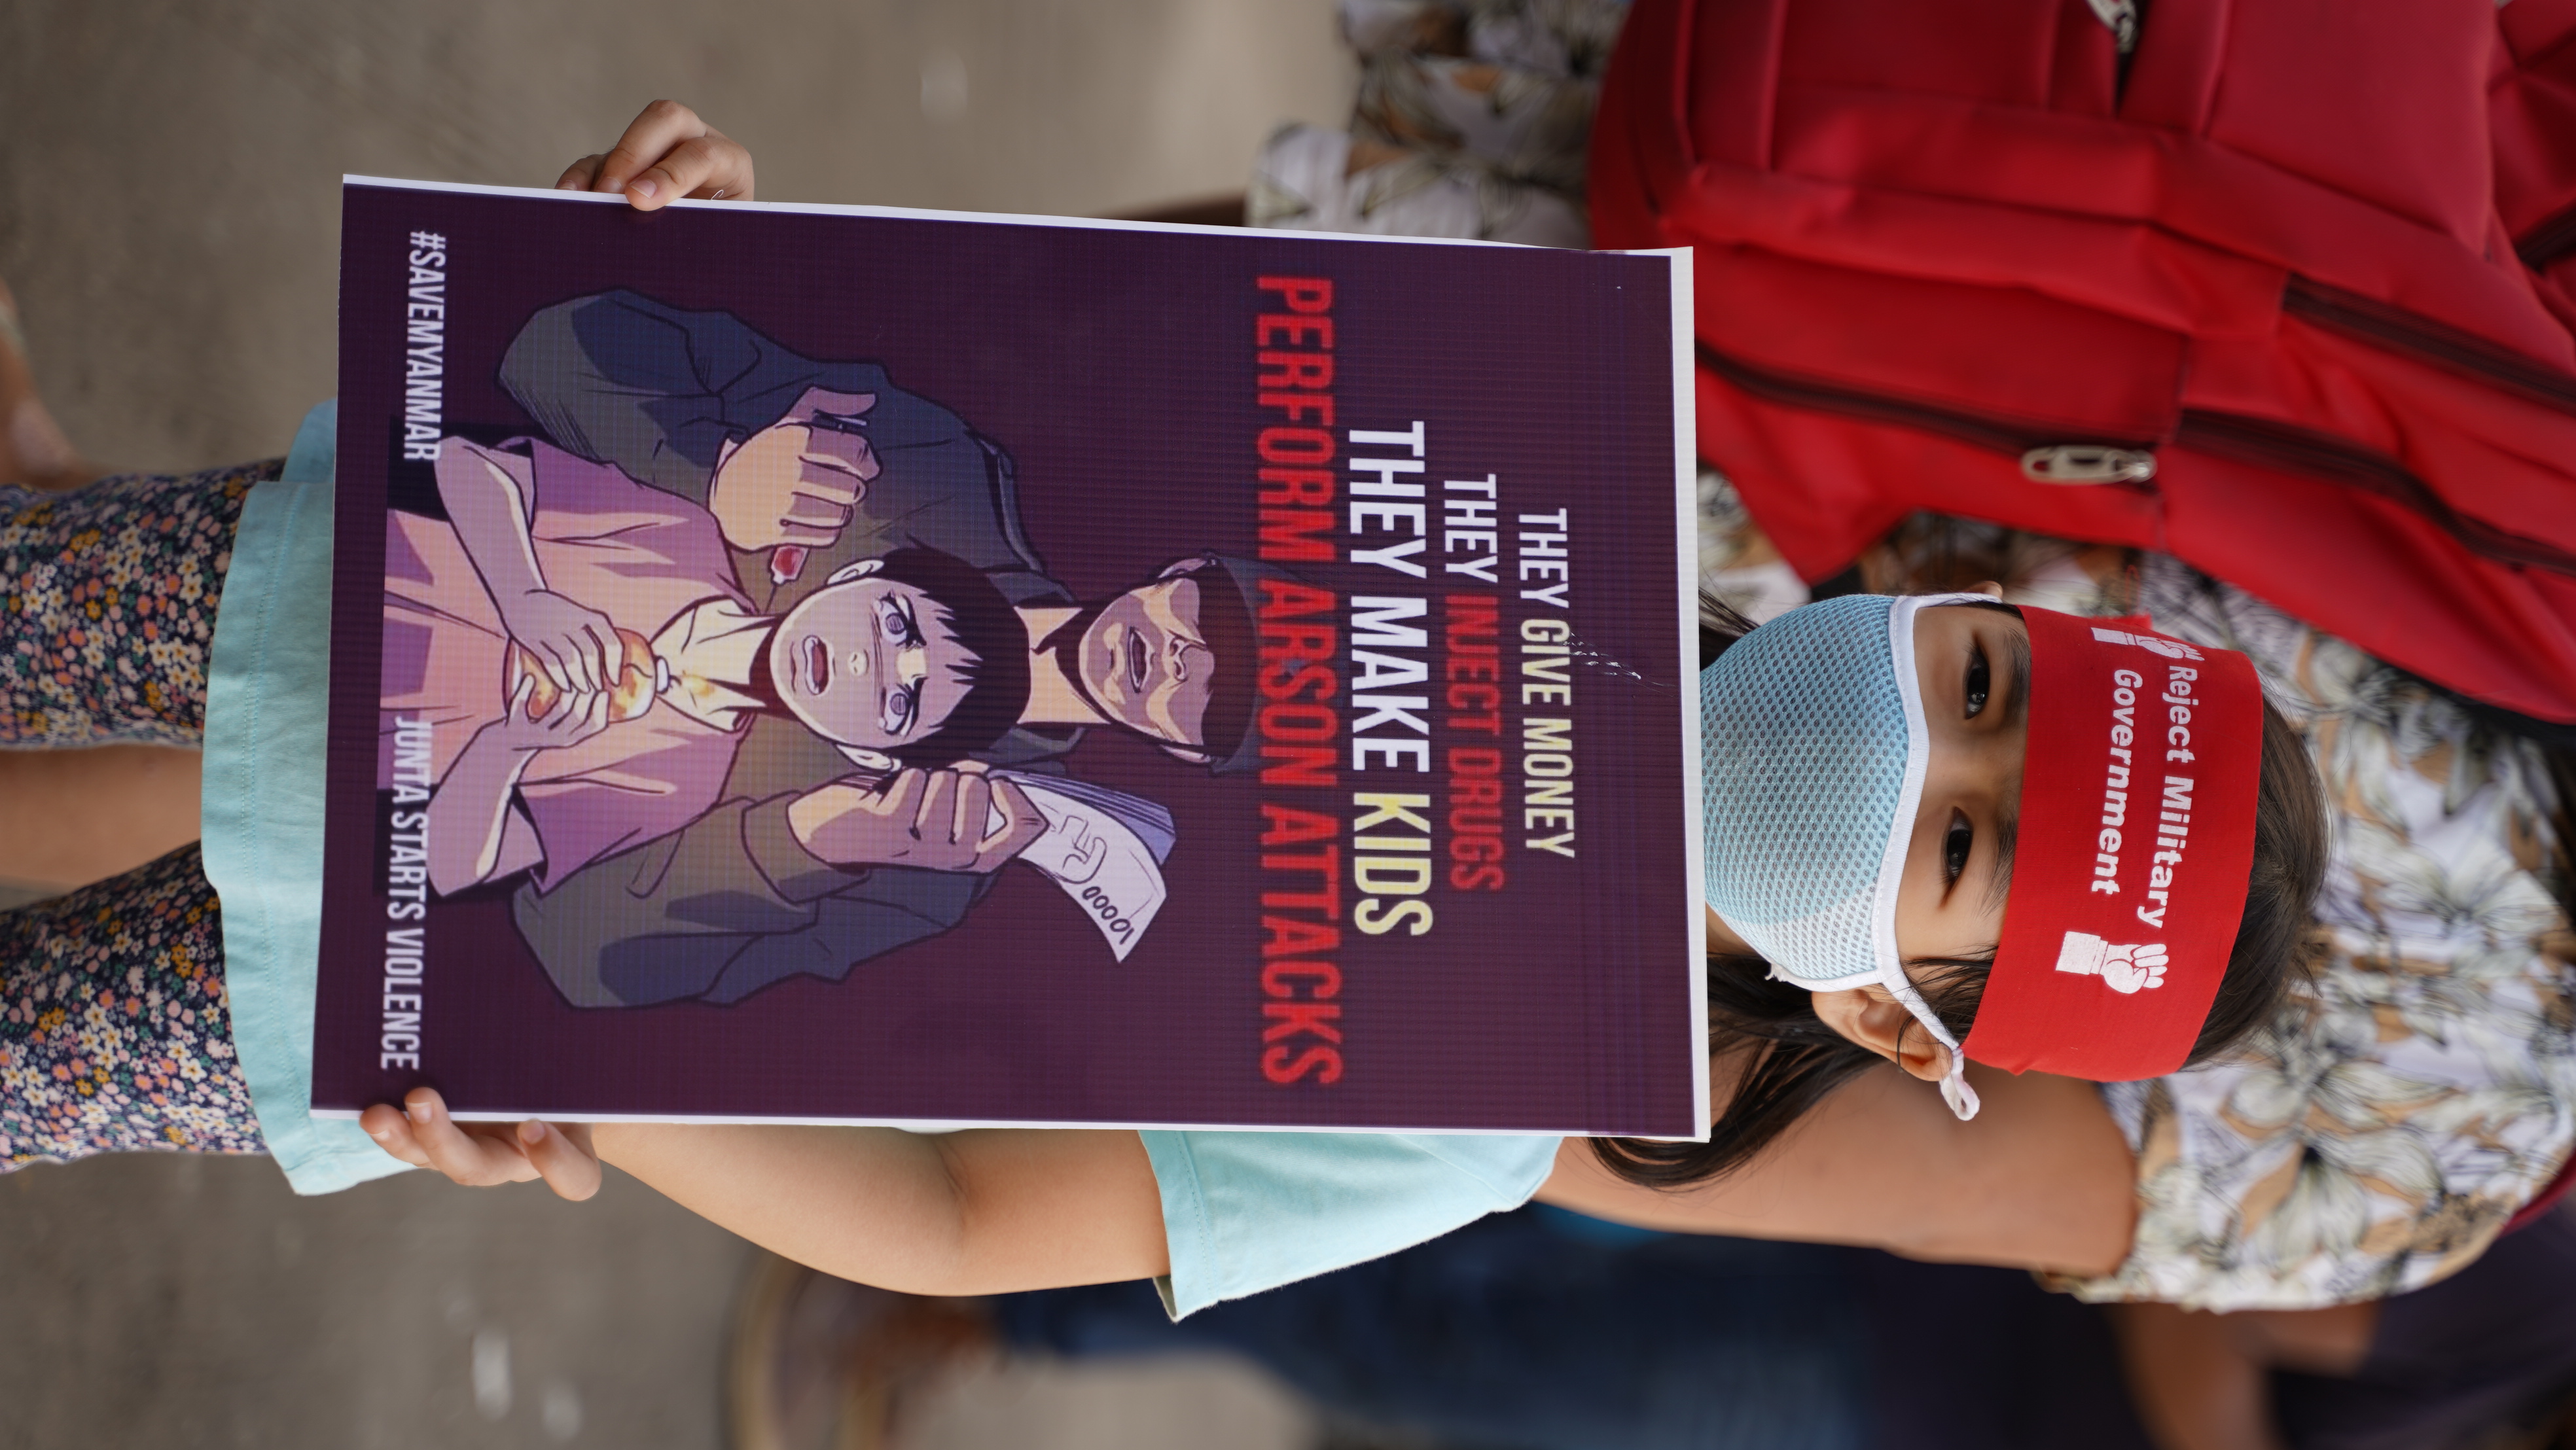 Reject Military
Government
THEY GIVE MONEY
THEY INJECT DRUGS
THEY MAKE KIDS
PERFORM ARSON ATTACKS
00001
#SAVEMYANMAR
JUNTA STARTS VIOLENCE